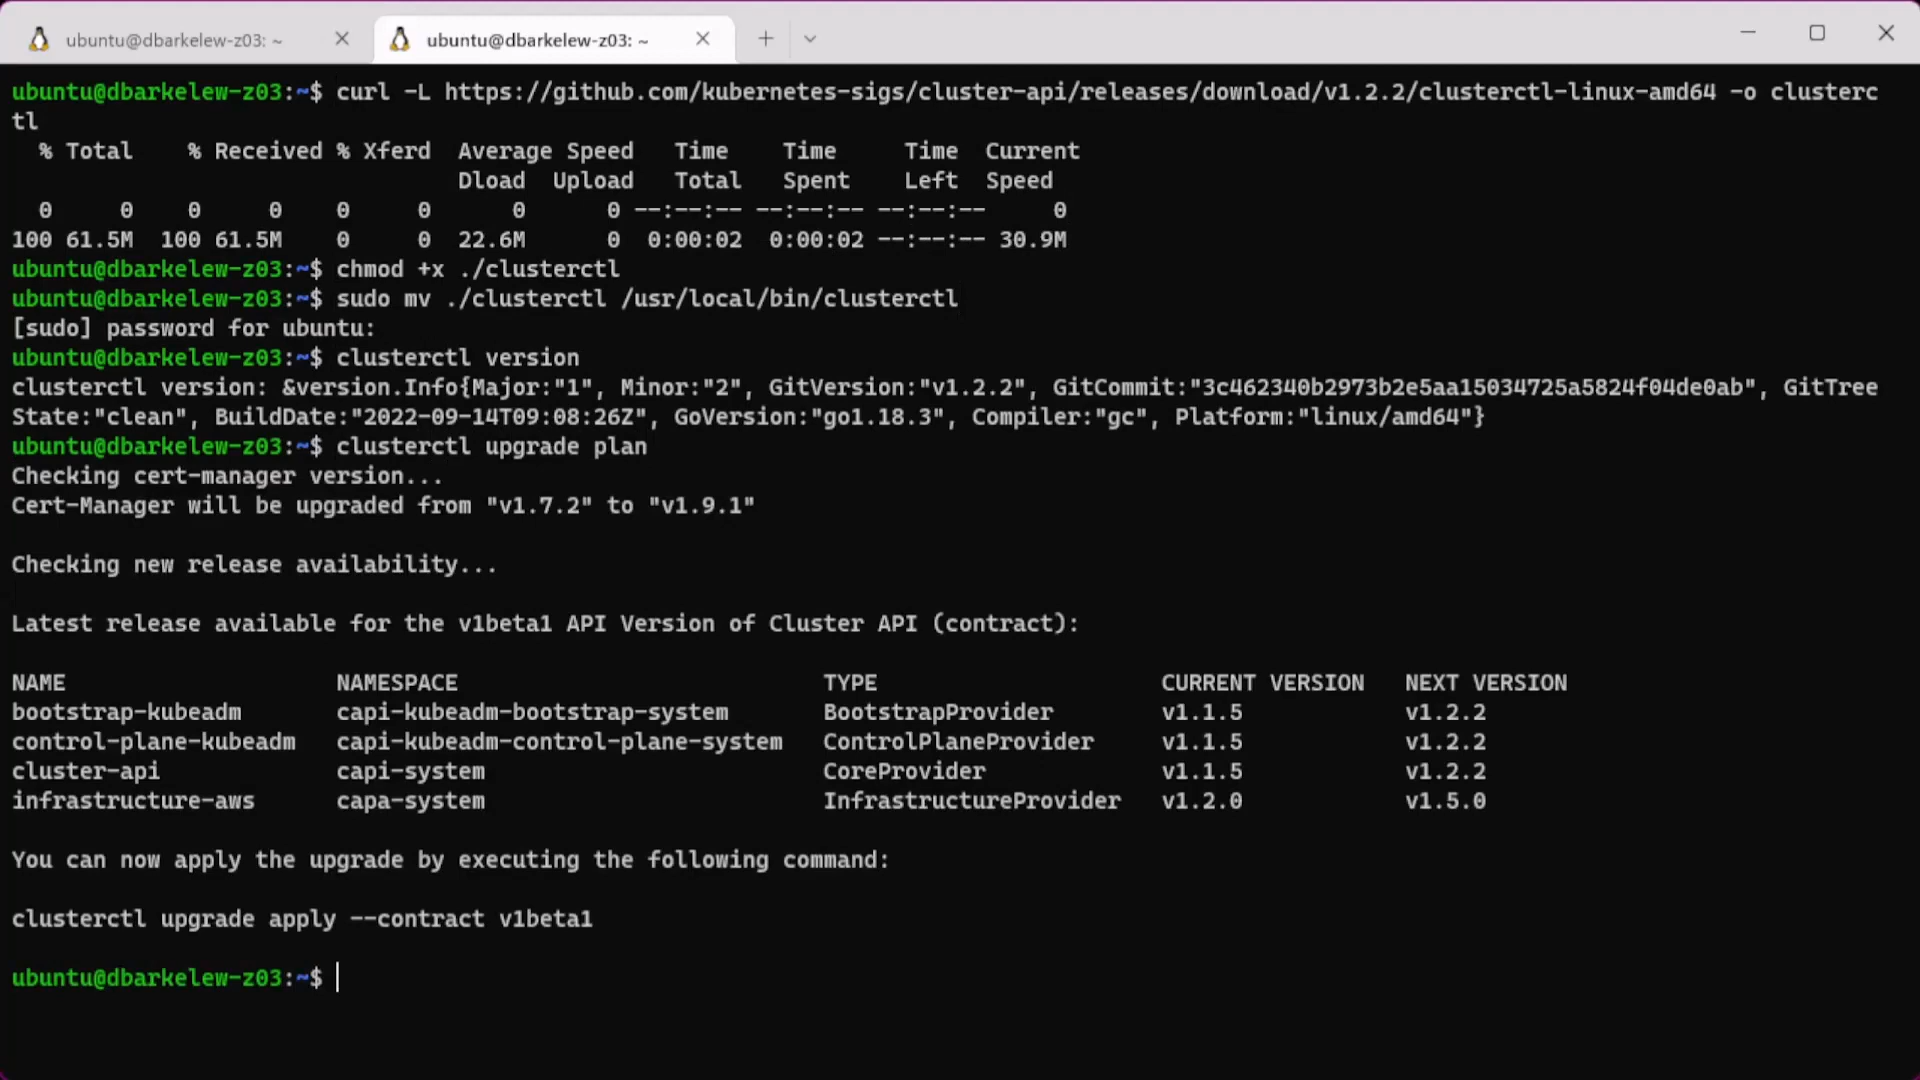 ubuntu@dbarkelew-z03: ~
ubuntu@dbarkelew-z03: ~
ubuntu@dbarkelew-z03:~$ curl -L https://github.com/kubernetes-sigs/cluster-api/releases/download/v1.2.2/clusterctl-linux-amd64 -o clusterc
tl
  % Total    % Received % Xferd  Average Speed   Time    Time     Time  Current
                                 Dload  Upload   Total   Spent    Left  Speed
  0     0    0     0    0     0      0      0 --:--:-- --:--:-- --:--:--     0
100 61.5M  100 61.5M    0     0  22.6M      0  0:00:02  0:00:02 --:--:-- 30.9M
ubuntu@dbarkelew-z03:~$ chmod +x ./clusterctl
ubuntu@dbarkelew-z03:~$ sudo mv ./clusterctl /usr/local/bin/clusterctl
[sudo] password for ubuntu:
ubuntu@dbarkelew-z03:~$ clusterctl version
clusterctl version: &version.Info{Major:"1", Minor:"2", GitVersion:"v1.2.2", GitCommit:"3c462340b2973b2e5aa15034725a5824f04de0ab", GitTree
State:"clean", BuildDate:"2022-09-14T09:08:26Z", GoVersion:"go1.18.3", Compiler:"gc", Platform:"linux/amd64"}
ubuntu@dbarkelew-z03:~$ clusterctl upgrade plan
Checking cert-manager version...
Cert-Manager will be upgraded from "v1.7.2" to "v1.9.1"
Checking new release availability...
Latest release available for the v1beta1 API Version of Cluster API (contract):
NAME                    NAMESPACE                           TYPE                     CURRENT VERSION   NEXT VERSION
bootstrap-kubeadm       capi-kubeadm-bootstrap-system       BootstrapProvider        v1.1.5            v1.2.2
control-plane-kubeadm   capi-kubeadm-control-plane-system   ControlPlaneProvider     v1.1.5            v1.2.2
cluster-api             capi-system                         CoreProvider             v1.1.5            v1.2.2
infrastructure-aws      capa-system                         InfrastructureProvider   v1.2.0            v1.5.0
You can now apply the upgrade by executing the following command:
clusterctl upgrade apply --contract v1beta1
ubuntu@dbarkelew-z03:~$